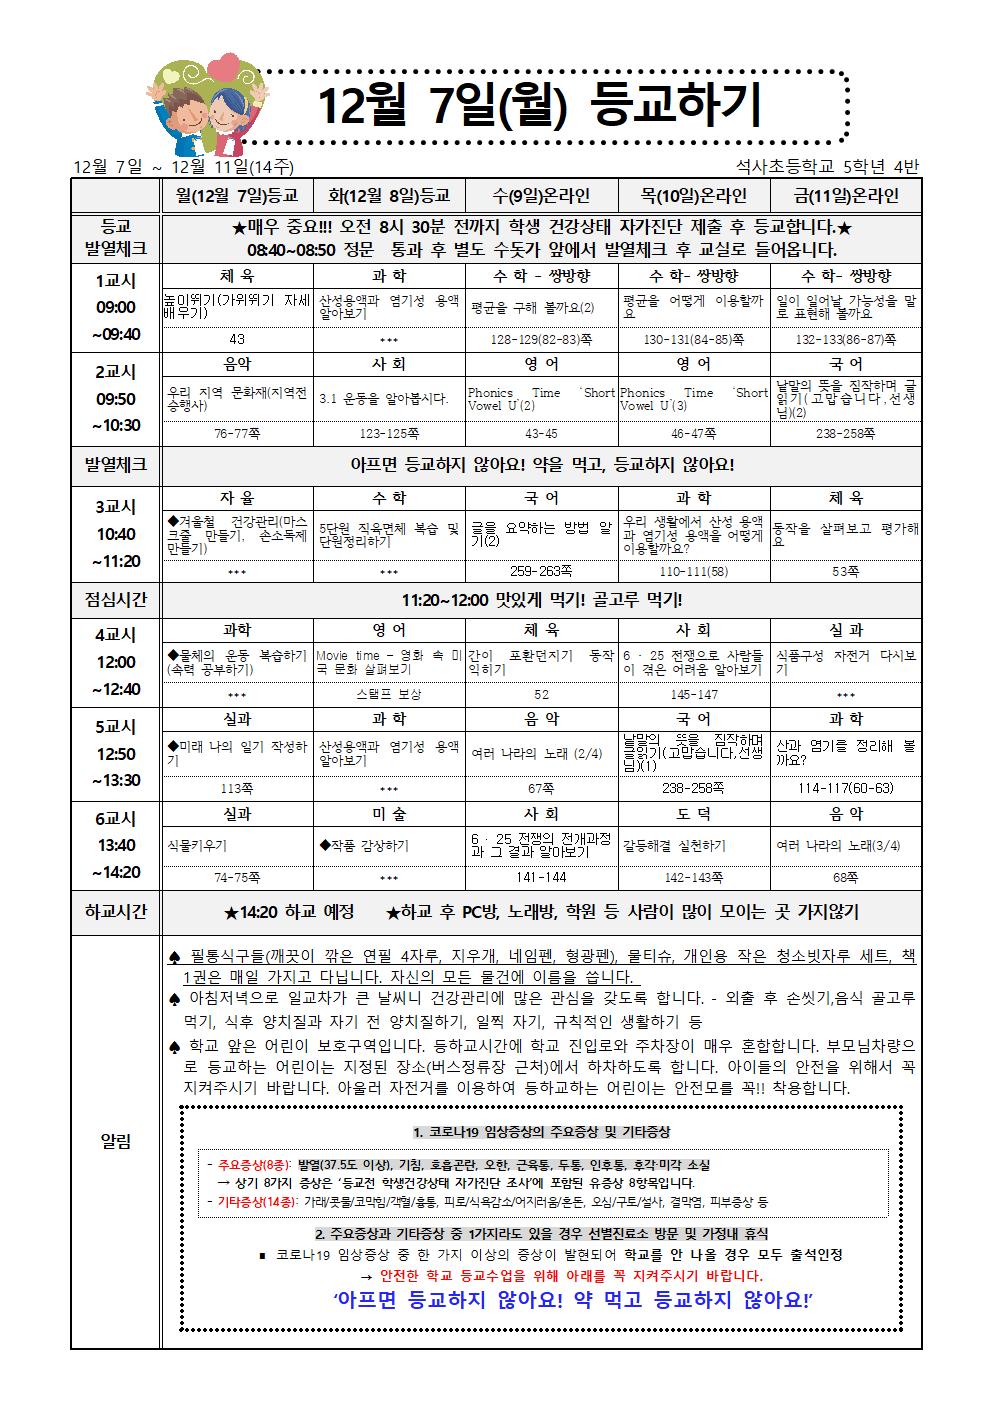 12월 7일(월) 등교하기
12월 7일 ~ 12월 11일(14주) 석사초등학교 5학년 4반
월(12월 7일)등교 화(12월 8일)등교 수(9일)온라인 목(10일)온라인 금(11일)온라인
등교
발열체크
★매우 중요!!! 오전 8시 30분 전까지 학생 건강상태 자가진단 제출 후 등교합니다.★
08:40~08:50 정문 통과 후 별도 수돗가 앞에서 발열체크 후 교실로 들어옵니다.
1교시
09:00
~09:40
체 육
높이뛰기(가위뛰기 자세
배우기)
43
과 학
산성용액과 염기성 용액
알아보기
***
수 학 - 쌍방향
평균을 구해 볼까요(2)
128-129(82-83)쪽
수 학- 쌍방향
평균을 어떻게 이용할까
요
130-131(84-85)쪽
수 학- 쌍방향
일이 일어날 가능성을 말
로 표현해 볼까요
132-133(86-87)쪽
2교시
09:50
~10:30
음악
우리 지역 문화재(지역전
승행사)
76-77쪽
사 회
3.1 운동을 알아봅시다.
123-125쪽
영 어
Phonics Time ‘Short
Vowel U’(2)
43-45
영 어
Phonics Time ‘Short
Vowel U’(3)
46-47쪽
국 어
낱말의 뜻을 짐작하며 글
읽기(고맙습니다,선생
님)(2)
238-258쪽
발열체크
아프면 등교하지 않아요! 약을 먹고, 등교하지 않아요!
3교시
10:40
~11:20
자 율
◆겨울철 건강관리(마스
크줄 만들기, 손소독제
만들기)
***
수 학
5단원 직육면체 복습 및
단원정리하기
***
국 어
글을 요약하는 방법 알
기(2)
259-263쪽
과 학
우리 생활에서 산성 용액
과 염기성 용액을 어떻게
이용할까요?
110-111(58)
체 육
동작을 살펴보고 평가해
요
53쪽
점심시간
11:20~12:00 맛있게 먹기! 골고루 먹기!
4교시
12:00
~12:40
과학
◆물체의 운동 복습하기
(속력 공부하기)
***
영 어
Movie time – 영화 속 미
국 문화 살펴보기
스탬프 보상
체 육
간이 포환던지기 동작
익히기
52
사 회
6 · 25 전쟁으로 사람들
이 겪은 어려움 알아보기
145-147
실 과
식품구성 자전거 다시보
기
***
5교시
12:50
~13:30
실과
◆미래 나의 일기 작성하
기
113쪽
과 학
산성용액과 염기성 용액
알아보기
***
음 악
여러 나라의 노래 (2/4)
67쪽
국 어
낱말의 뜻을 짐작하며
글읽기(고맙습니다,선생
님)(1)
238-258쪽
과 학
산과 염기를 정리해 볼
까요?
114-117(60-63)
6교시
13:40
~14:20
실과
식물키우기
74-75쪽
미 술
◆작품 감상하기
***
사 회
6 · 25 전쟁의 전개과정
과 그 결과 알아보기
141-144
도 덕
갈등해결 실천하기
142-143쪽
음 악
여러 나라의 노래(3/4)
68쪽
하교시간
★14:20 하교 예정 ★하교 후 PC방, 노래방, 학원 등 사람이 많이 모이는 곳 가지않기
알림
♠ 필통식구들(깨끗이 깎은 연필 4자루, 지우개, 네임펜, 형광펜), 물티슈, 개인용 작은 청소빗자루 세트, 책
1권은 매일 가지고 다닙니다. 자신의 모든 물건에 이름을 씁니다.
♠ 아침저녁으로 일교차가 큰 날씨니 건강관리에 많은 관심을 갖도록 합니다. - 외출 후 손씻기,음식 골고루
먹기, 식후 양치질과 자기 전 양치질하기, 일찍 자기, 규칙적인 생활하기 등
♠ 학교 앞은 어린이 보호구역입니다. 등하교시간에 학교 진입로와 주차장이 매우 혼합합니다. 부모님차량으
로 등교하는 어린이는 지정된 장소(버스정류장 근처)에서 하차하도록 합니다. 아이들의 안전을 위해서 꼭
지켜주시기 바랍니다. 아울러 자전거를 이용하여 등하교하는 어린이는 안전모를 꼭!! 착용합니다.
1. 코로나19 임상증상의 주요증상 및 기타증상
- 주요증상(8종): 발열(37.5도 이상), 기침, 호흡곤란, 오한, 근육통, 두통, 인후통, 후각·미각 소실
→ 상기 8가지 증상은 ‘등교전 학생건강상태 자가진단 조사’에 포함된 유증상 8항목입니다.
- 기타증상(14종): 가래/콧물/코막힘/객혈/흉통, 피로/식욕감소/어지러움/혼돈, 오심/구토/설사, 결막염, 피부증상 등
2. 주요증상과 기타증상 중 1가지라도 있을 경우 선별진료소 방문 및 가정내 휴식
▪ 코로나19 임상증상 중 한 가지 이상의 증상이 발현되어 학교를 안 나올 경우 모두 출석인정
→ 안전한 학교 등교수업을 위해 아래를 꼭 지켜주시기 바랍니다.
‘아프면 등교하지 않아요! 약 먹고 등교하지 않아요!’